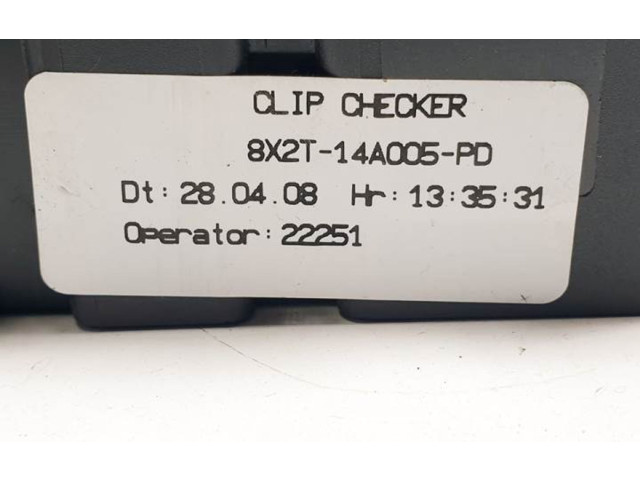 CLIP CHECKER
8X2T-14A005-PD
Dt: 28.04.08 Hr: 13:35:31
Operator: 22251